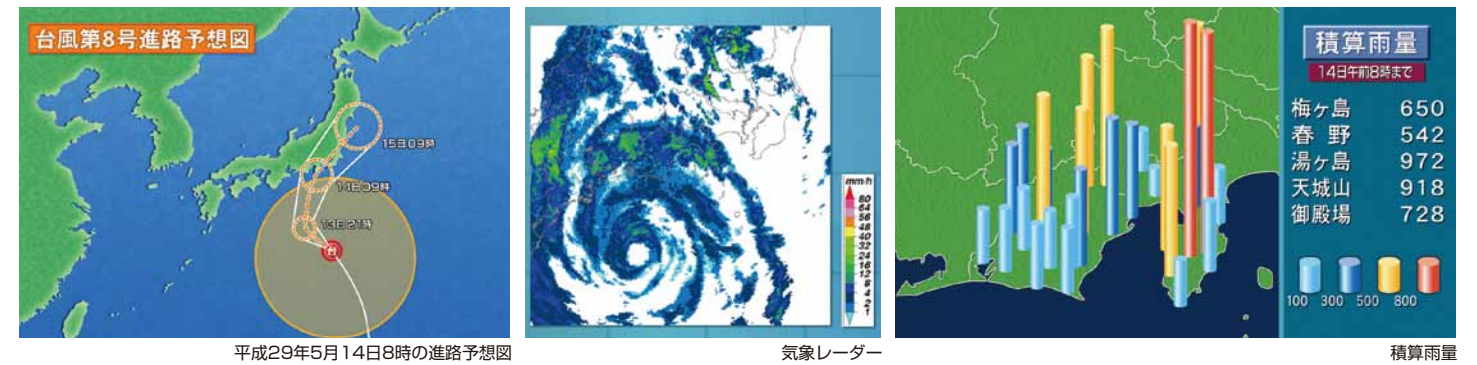 台風第8号進路予想図
15日09時
14日09時
13日21時
台
平成29年5月14日8時の進路予想図
mm/h
80
64
56
48
40
32
24
16
12
8
4
2
1
気象レーダー
積算雨量
14日午前8時まで
梅ヶ島 650
春野 542
湯ヶ島 972
天城山 918
御殿場 728
100 300 500 800
積算雨量